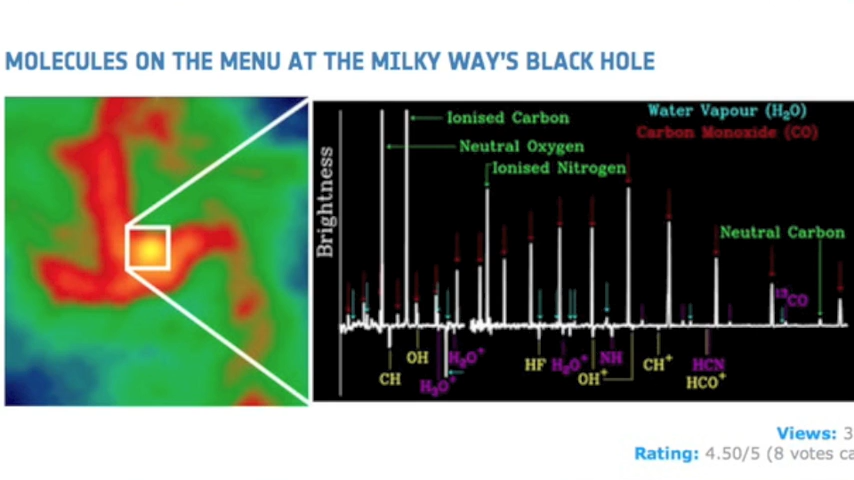 MOLECULES ON THE MENU AT THE MILKY WAY'S BLACK HOLE
Water Vapour (H₂O)
Carbon Monoxide (CO)
Ionised Carbon
Neutral Oxygen
Ionised Nitrogen
Neutral Carbon
Brightness
¹³CO
CH
OH
H₃O⁺
H₂O⁺
HF
H₂O⁺
OH⁺
NH
CH⁺
HCN
HCO⁺
Views: 3
Rating: 4.50/5 (8 votes ca